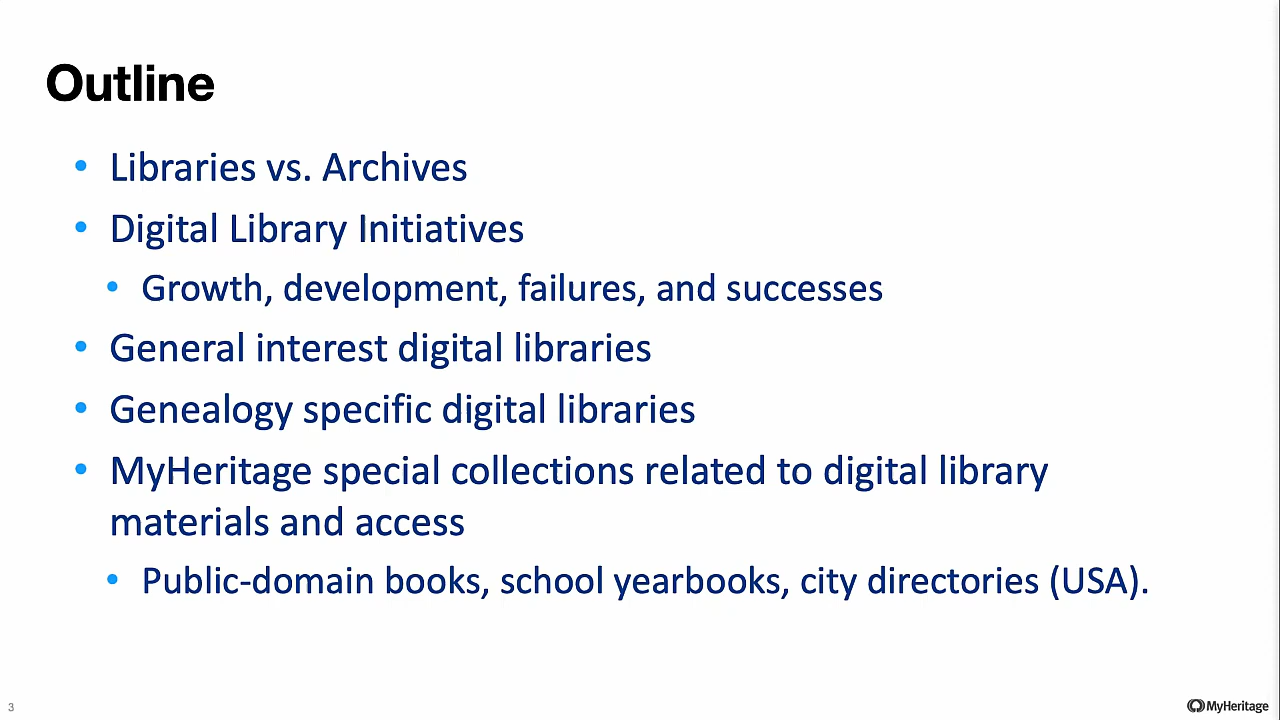 Outline
• Libraries vs. Archives
• Digital Library Initiatives
• Growth, development, failures, and successes
• General interest digital libraries
• Genealogy specific digital libraries
• MyHeritage special collections related to digital library
materials and access
• Public-domain books, school yearbooks, city directories (USA).
3
MyHeritage